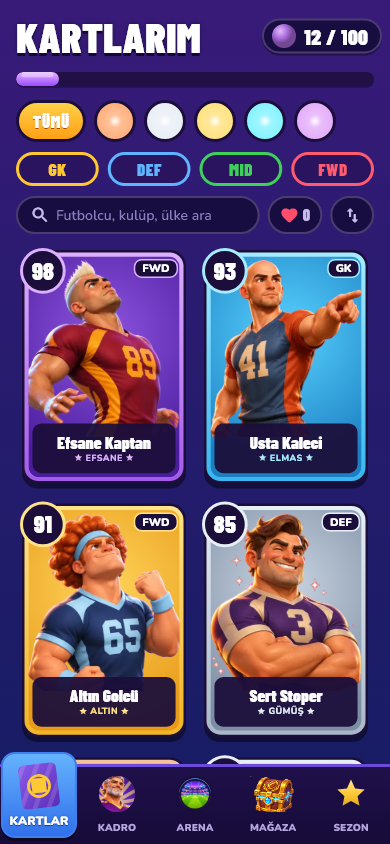 KARTLARIM
12 / 100
TÜMÜ
GK
DEF
MID
FWD
Futbolcu, kulüp, ülke ara
0
98
FWD
89
Efsane Kaptan
★ EFSANE ★
93
GK
41
Usta Kaleci
★ ELMAS ★
91
FWD
65
Altın Golcü
★ ALTIN ★
85
DEF
3
Sert Stoper
★ GÜMÜŞ ★
KARTLAR
KADRO
ARENA
MAĞAZA
SEZON